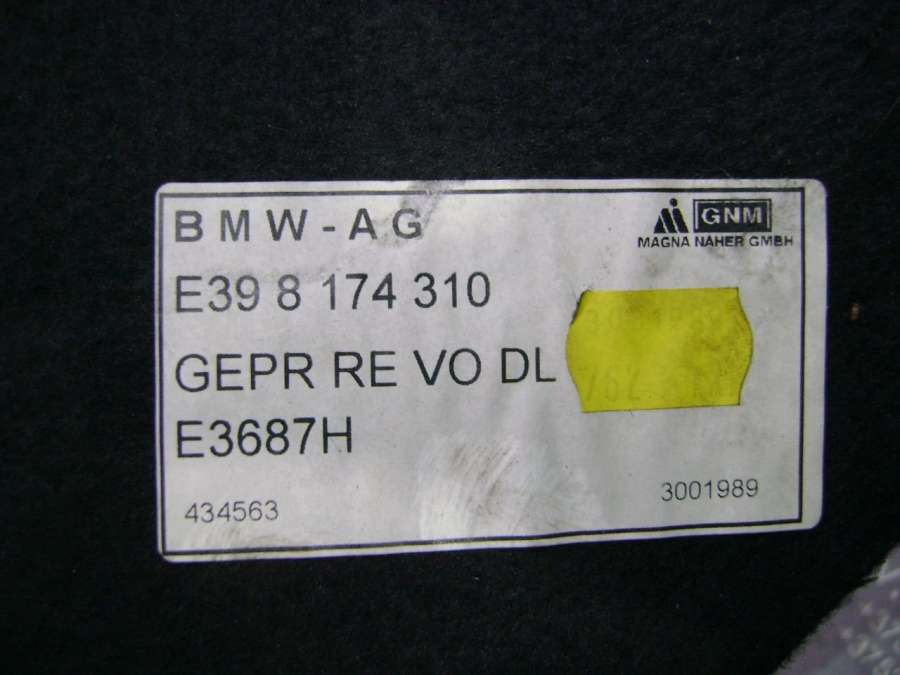 BMW-AG
GNM
MAGNA NAHER GMBH
E39 8 174 310
GEPR RE VO DL
E3687H
434563
3001989